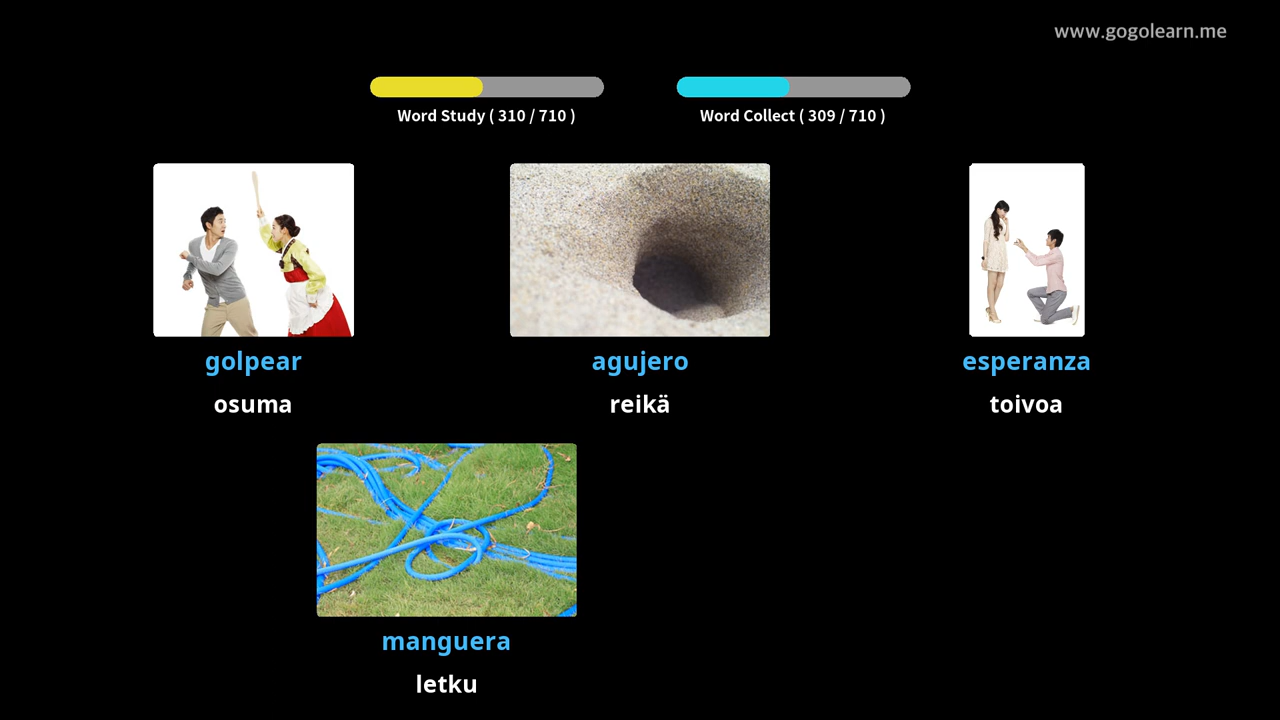 www.gogolearn.me
Word Study ( 310 / 710 )
Word Collect ( 309 / 710 )
golpear
osuma
agujero
reikä
esperanza
toivoa
manguera
letku